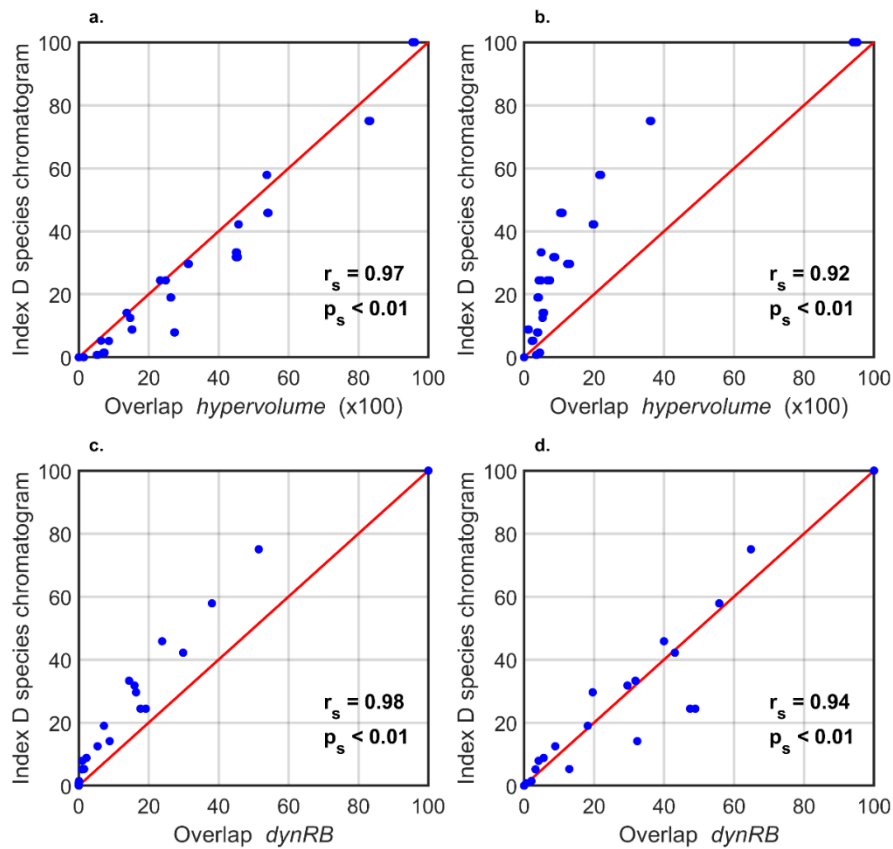 a.
Index D species chromatogram
100
80
60
40
20
0
r_s = 0.97
p_s < 0.01
0 20 40 60 80 100
Overlap hypervolume (x100)
b.
Index D species chromatogram
100
80
60
40
20
0
r_s = 0.92
p_s < 0.01
0 20 40 60 80 100
Overlap hypervolume (x100)
c.
Index D species chromatogram
100
80
60
40
20
0
r_s = 0.98
p_s < 0.01
0 20 40 60 80 100
Overlap dynRB
d.
Index D species chromatogram
100
80
60
40
20
0
r_s = 0.94
p_s < 0.01
0 20 40 60 80 100
Overlap dynRB